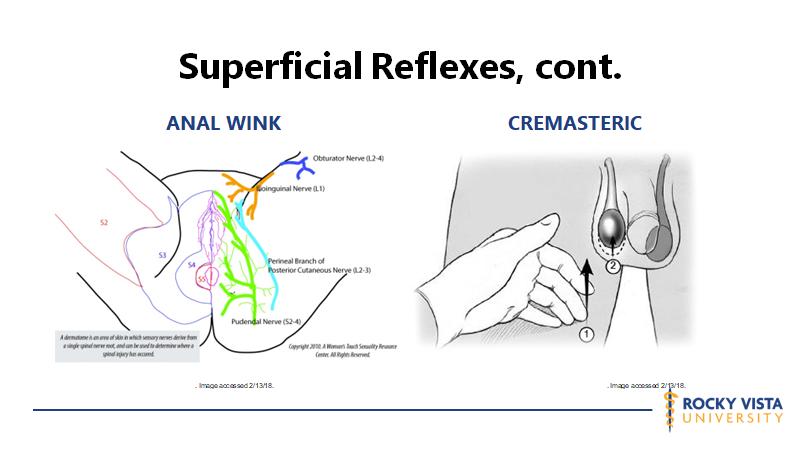 Superficial Reflexes, cont.
ANAL WINK
Obturator Nerve (L2-4)
Ilioinguinal Nerve (L1)
S2
S3
S4
S5
Perineal Branch of
Posterior Cutaneous Nerve (L2-3)
Pudendal Nerve (S2-4)
A dermatome is an area of skin in which sensory nerves derive from
a single spinal nerve root, and can be used to determine where a
spinal injury has occured.
Copyright 2010, A Woman's Touch Sexuality Resource
Center. All Rights Reserved.
. Image accessed 2/13/18.
CREMASTERIC
2
1
. Image accessed 2/13/18.
ROCKY VISTA
UNIVERSITY